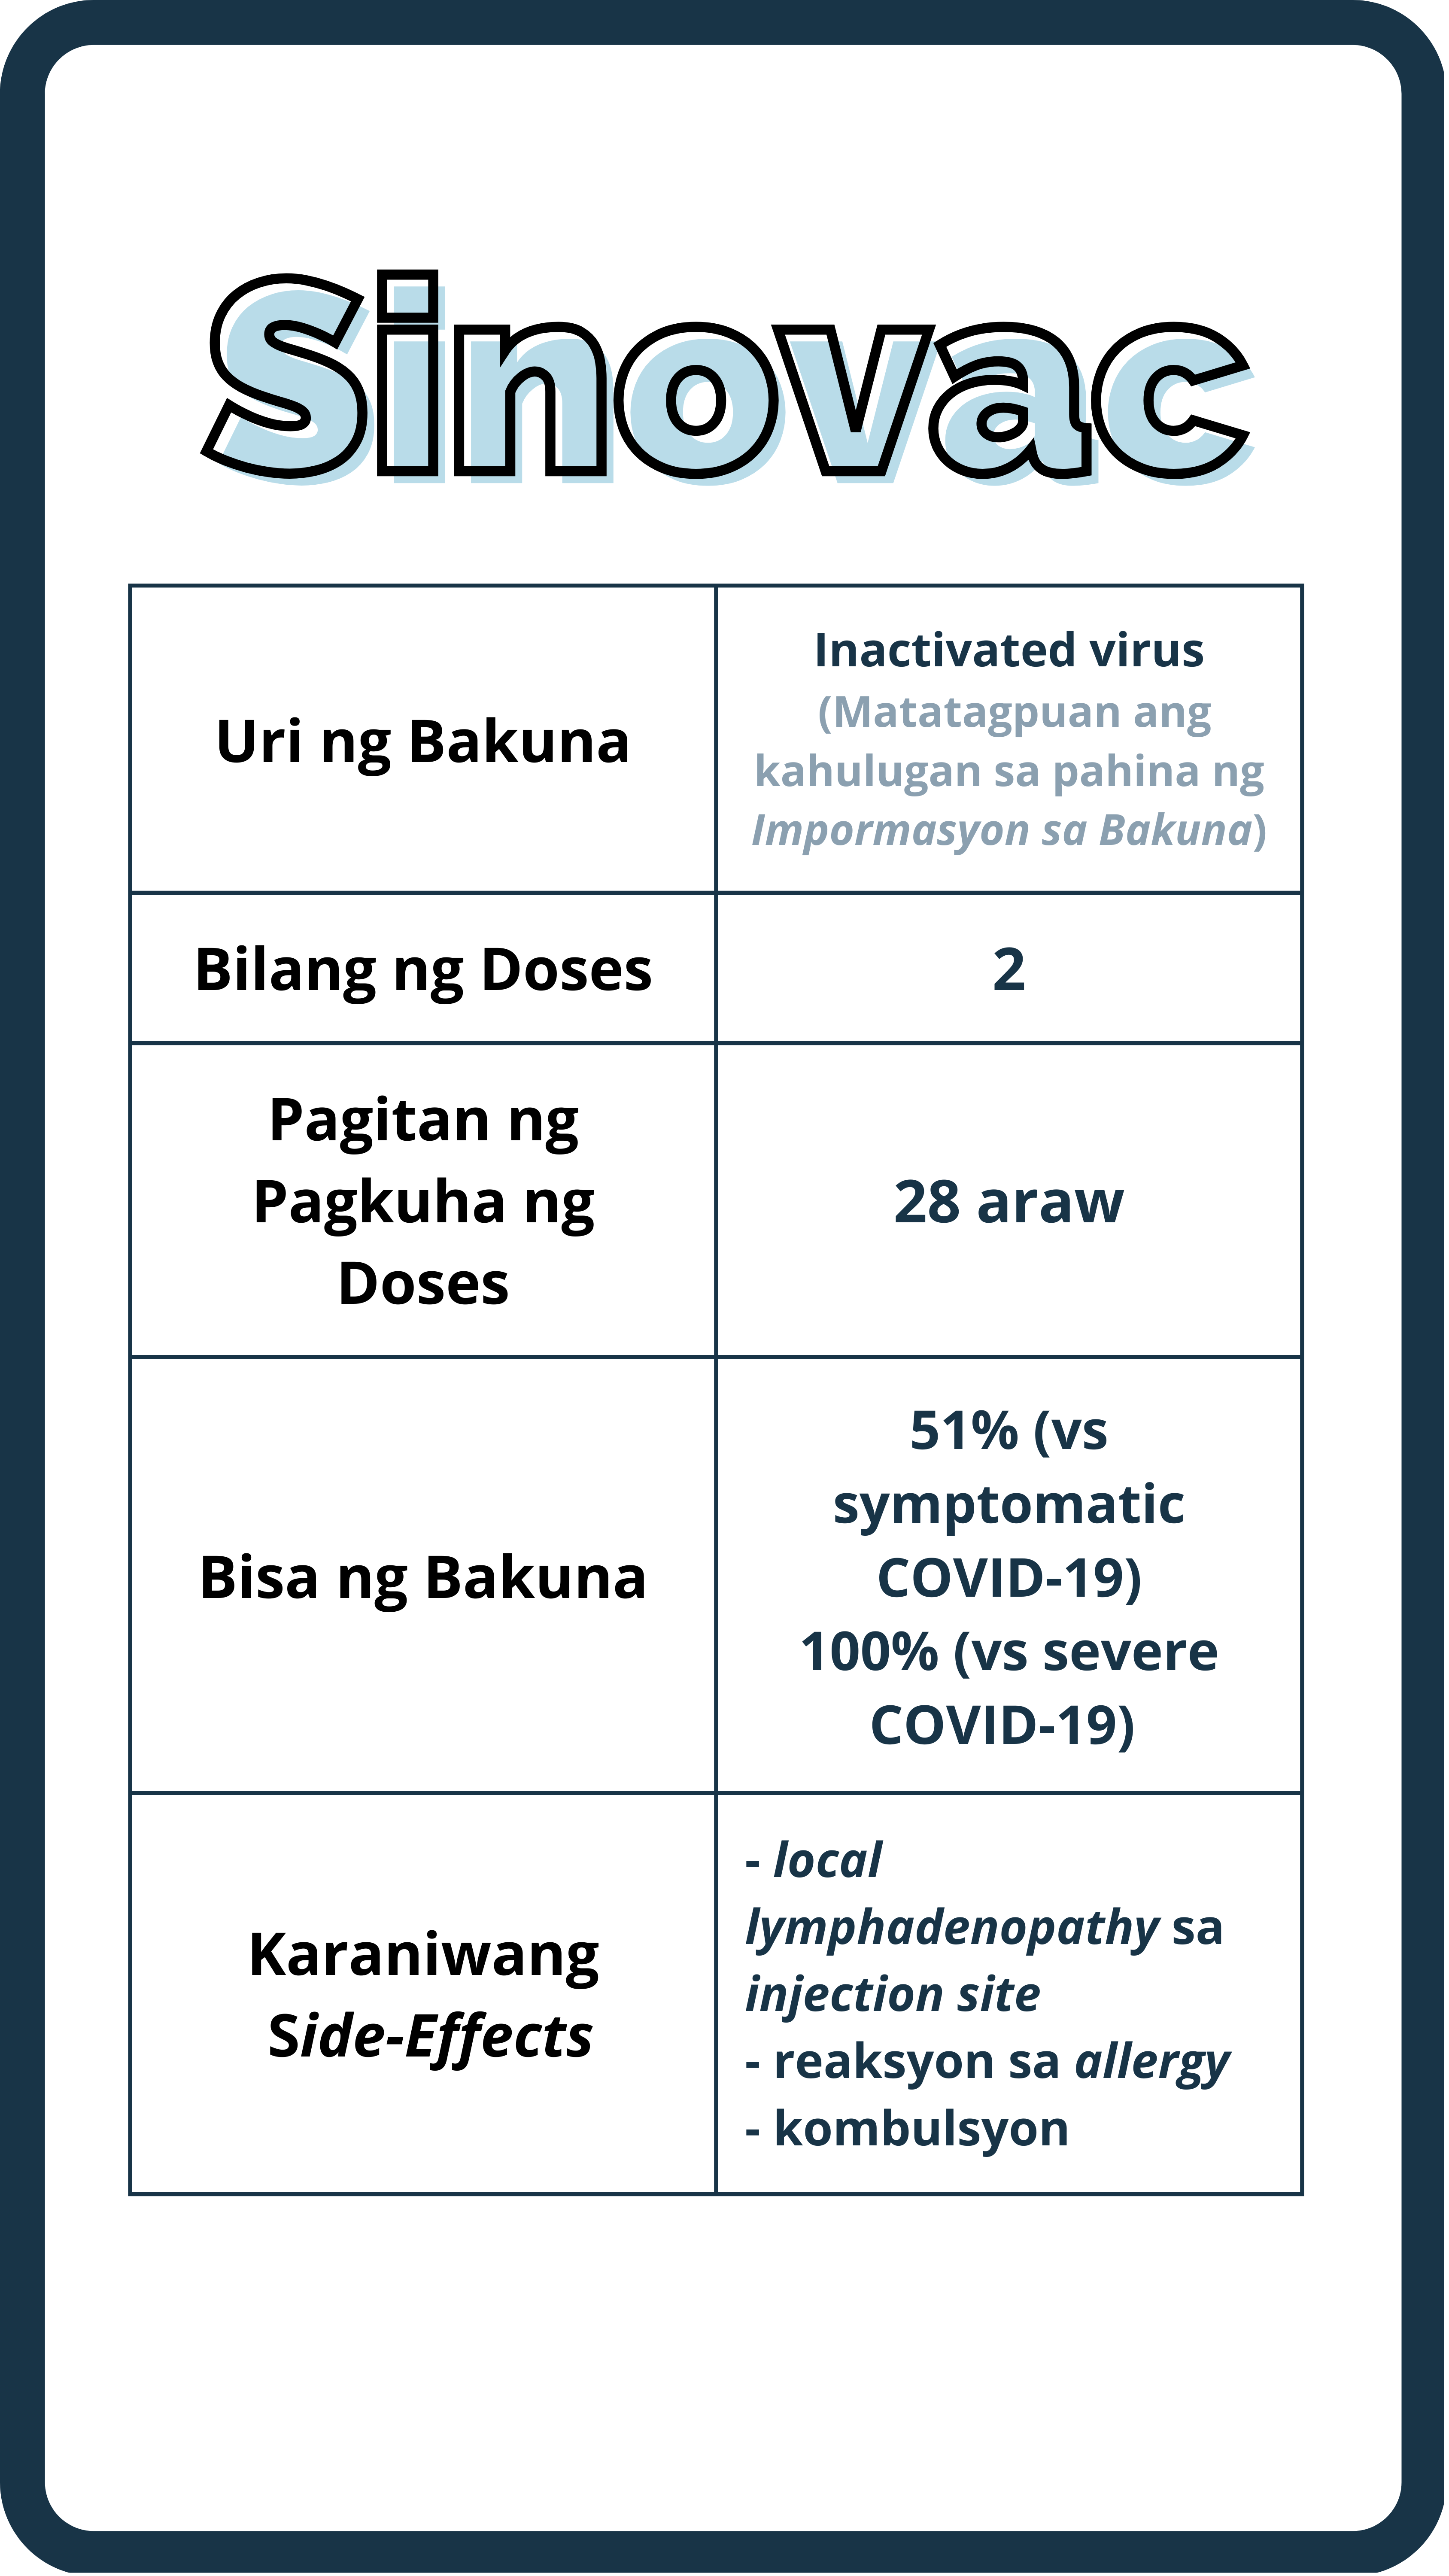 Sinovac
Uri ng Bakuna
Inactivated virus
(Matatagpuan ang
kahulugan sa pahina ng
Impormasyon sa Bakuna)
Bilang ng Doses
2
Pagitan ng
Pagkuha ng
Doses
28 araw
Bisa ng Bakuna
51% (vs
symptomatic
COVID-19)
100% (vs severe
COVID-19)
Karaniwang
Side-Effects
- local
lymphadenopathy sa
injection site
- reaksyon sa allergy
- kombulsyon